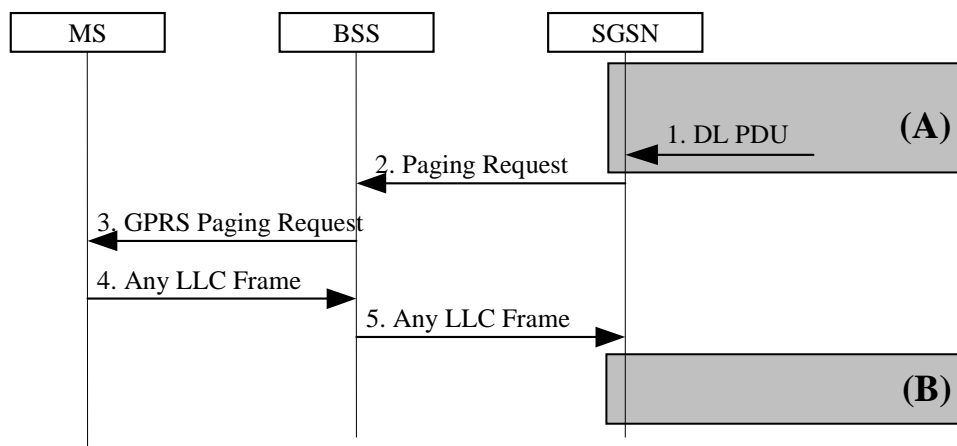 MS BSS SGSN
(A)
1. DL PDU
2. Paging Request
3. GPRS Paging Request
4. Any LLC Frame
5. Any LLC Frame
(B)